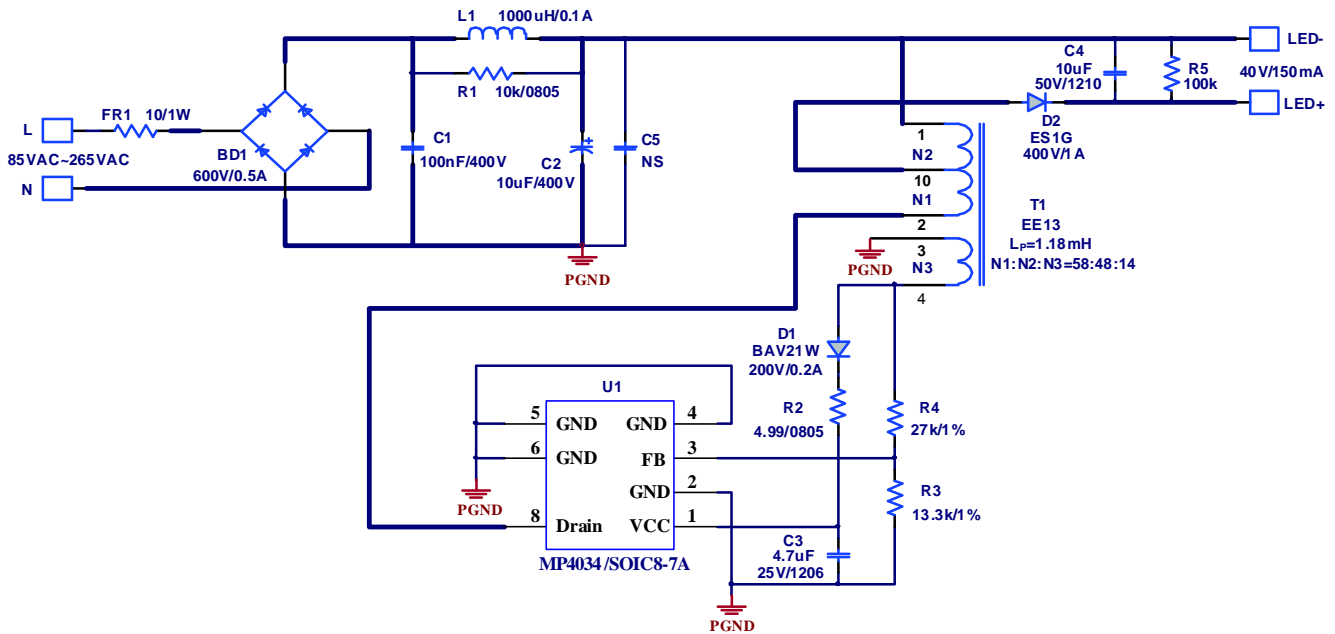 L1 1000uH/0.1A
R1 10k/0805
FR1 10/1W
L
85VAC~265VAC
N
BD1
600V/0.5A
C1
100nF/400V
C2
10uF/400V
+
C5
NS
PGND
C4
10uF
50V/1210
R5
100k
LED-
40V/150mA
LED+
D2
ES1G
400V/1A
1
N2
10
N1
2
3
N3
4
PGND
T1
EE13
LP=1.18mH
N1:N2:N3=58:48:14
D1
BAV21W
200V/0.2A
R2
4.99/0805
R4
27k/1%
R3
13.3k/1%
U1
5 GND GND 4
6 GND FB 3
GND 2
8 Drain VCC 1
MP4034/SOIC8-7A
PGND
C3
4.7uF
25V/1206
PGND